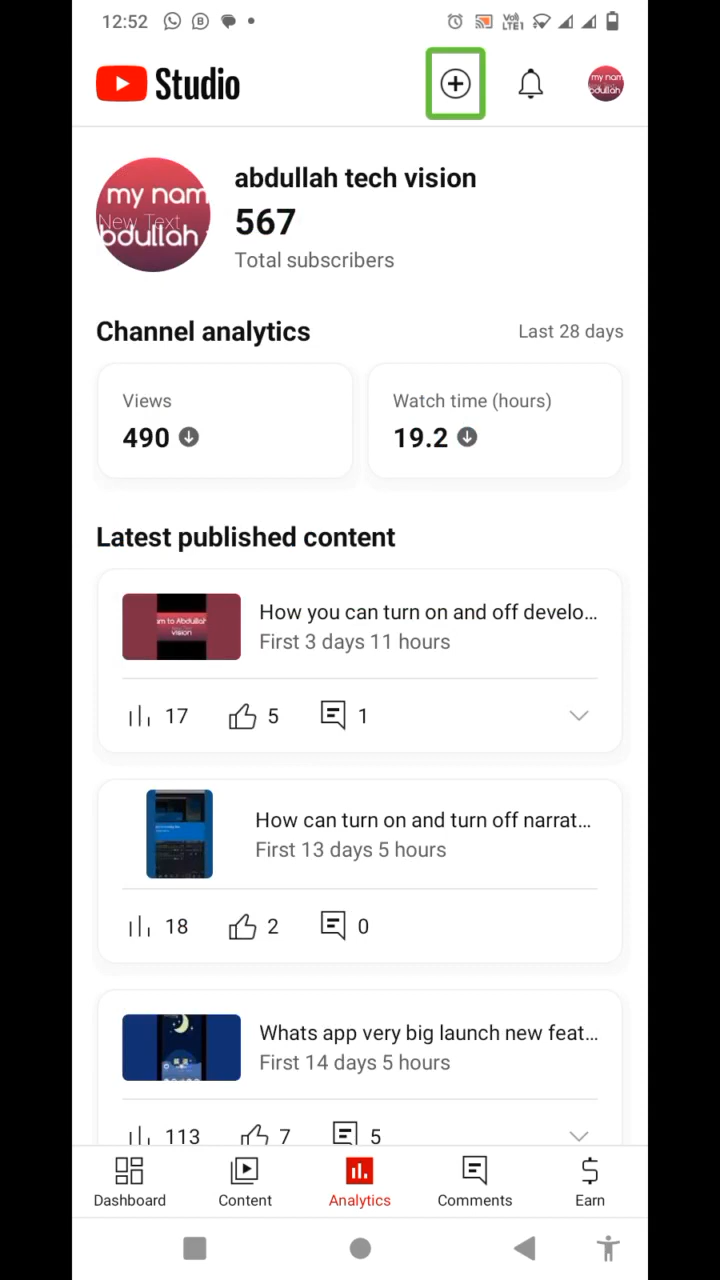 12:52
VoLTE1
Studio
my nam
bdullah
my nam
New Text
bdullah
abdullah tech vision
567
Total subscribers
Channel analytics
Last 28 days
Views
490
Watch time (hours)
19.2
Latest published content
How you can turn on and off develo...
First 3 days 11 hours
17 5 1
How can turn on and turn off narrat...
First 13 days 5 hours
18 2 0
Whats app very big launch new feat...
First 14 days 5 hours
113 7 5
Dashboard Content Analytics Comments Earn